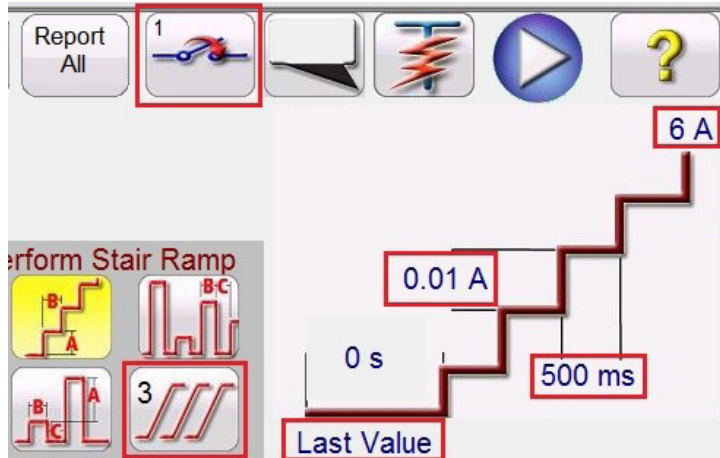 Report
All
1
?
6 A
erform Stair Ramp
B
A
B C
0.01 A
0 s
500 ms
B
C
A
3
Last Value